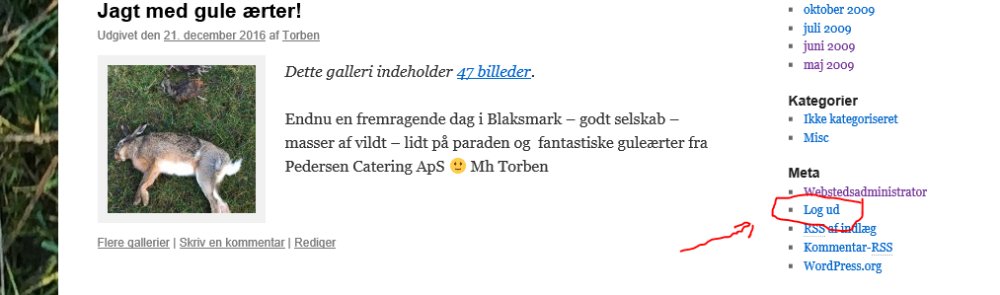 Jagt med gule ærter!
Udgivet den 21. december 2016 af Torben
Dette galleri indeholder 47 billeder.
Endnu en fremragende dag i Blaksmark – godt selskab –
masser af vildt – lidt på paraden og  fantastiske guleærter fra
Pedersen Catering ApS 🙂 Mh Torben
Flere gallerier | Skriv en kommentar | Rediger
oktober 2009
juli 2009
juni 2009
maj 2009
Kategorier
Ikke kategoriseret
Misc
Meta
Webstedsadministrator
Log ud
RSS af indlæg
Kommentar-RSS
WordPress.org